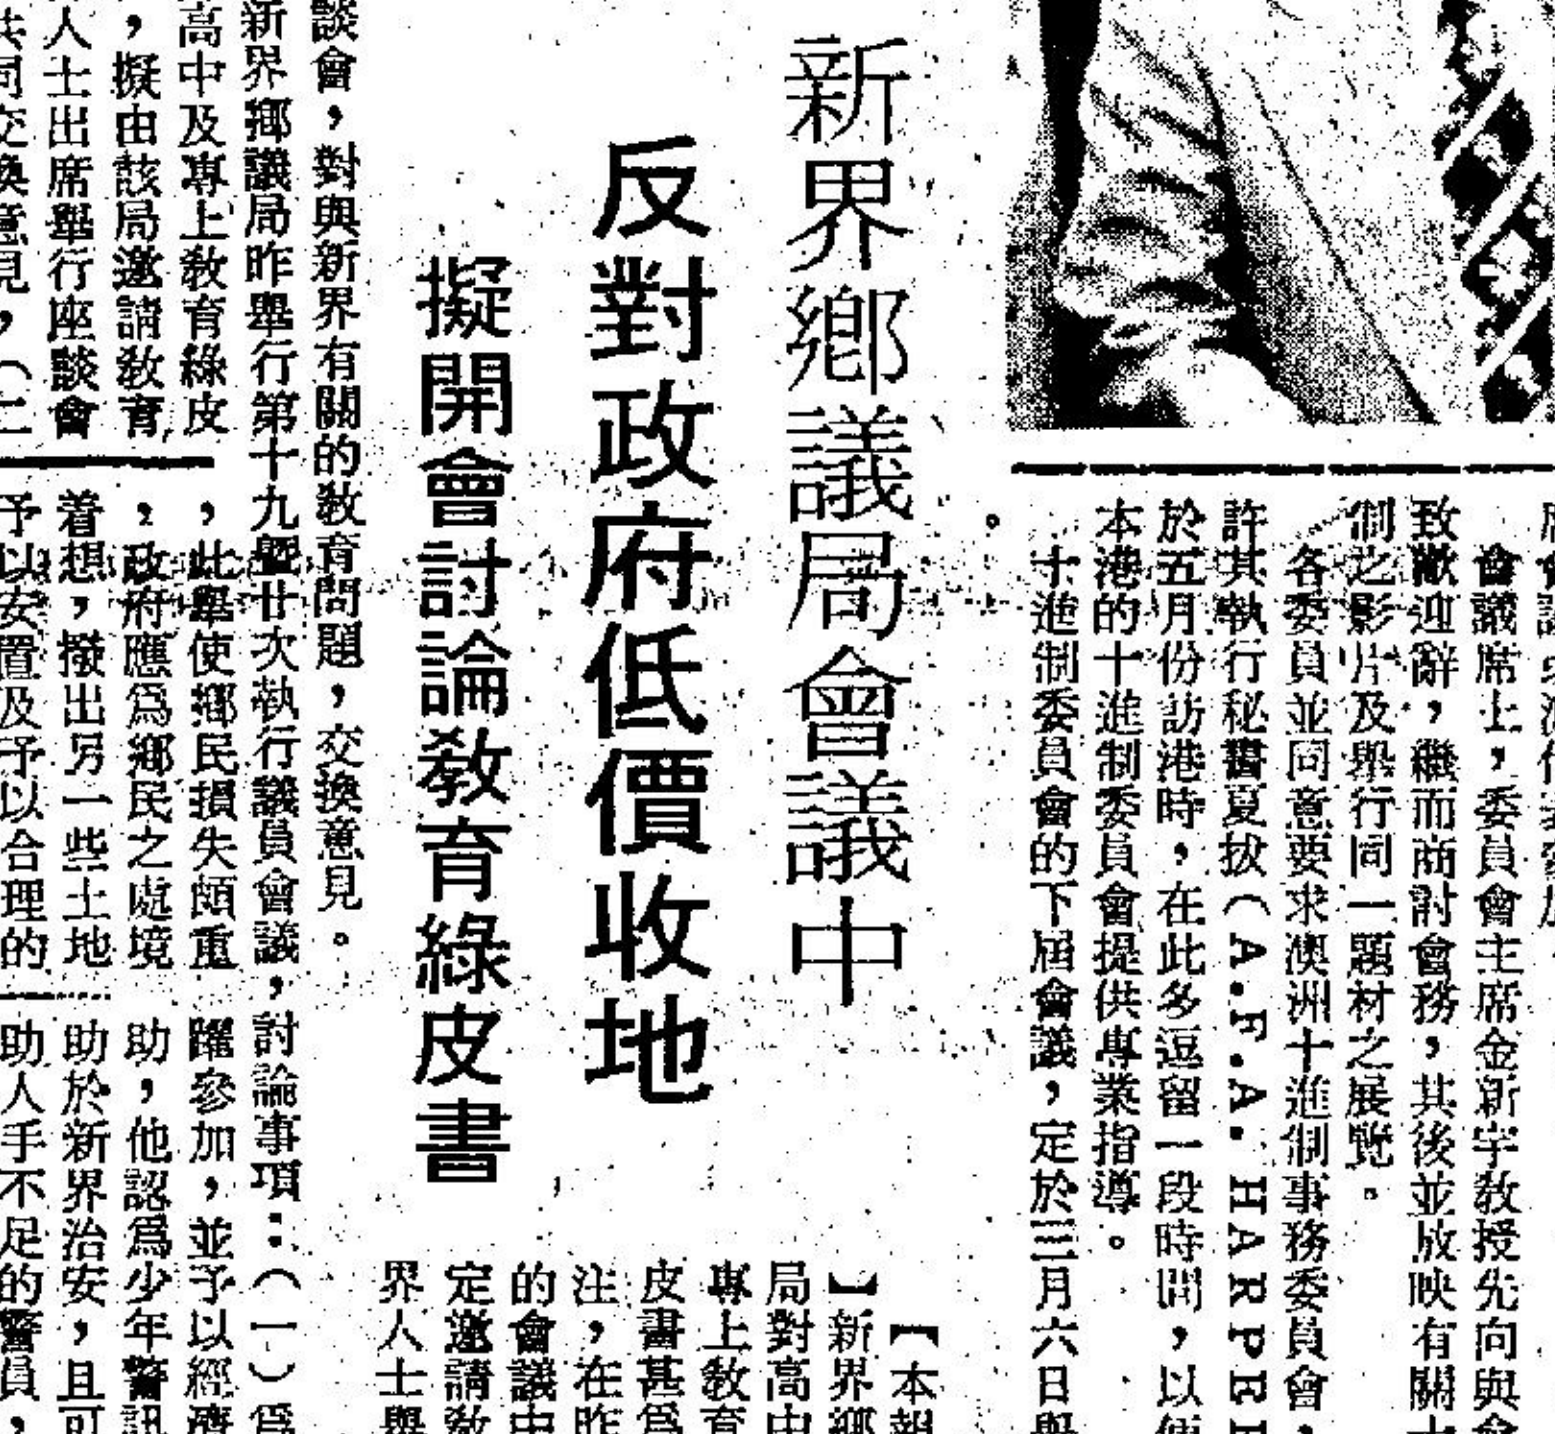 會議席上，委員會主席金新宇敎授先向與會
致歡迎辭，繼而商討會務，其後並放映有關十
制之影片及舉行同一題材之展覽。
各委員並同意要求澳洲十進制事務委員會，
許其執行秘書夏拔（A.F.A.HARPER
於五月份訪港時，在此多逗留一段時間，以便
本港的十進制委員會提供專業指導。
十進制委員會的下屆會議，定於三月六日舉
。
新界鄉議局會議中
反對政府低價收地
擬開會討論敎育綠皮書
【本報
】新界鄉
局對高中
專上敎育
皮書甚爲
注，在昨
的會議中
定邀請敎
界人士舉
談會，對與新界有關的敎育問題，交換意見。
新界鄉議局昨舉行第十九暨廿次執行議員會議，討論事項：（一）爲
高中及專上敎育綠皮
，擬由該局邀請敎育
人士出席舉行座談會
共同交換意見，（二
，此舉使鄉民損失頗重
，政府應爲鄉民之處境
着想，撥出另一些土地
予以安置及予以合理的
躍參加，並予以經濟
助，他認爲少年警訊
助於新界治安，且可
助人手不足的警員，